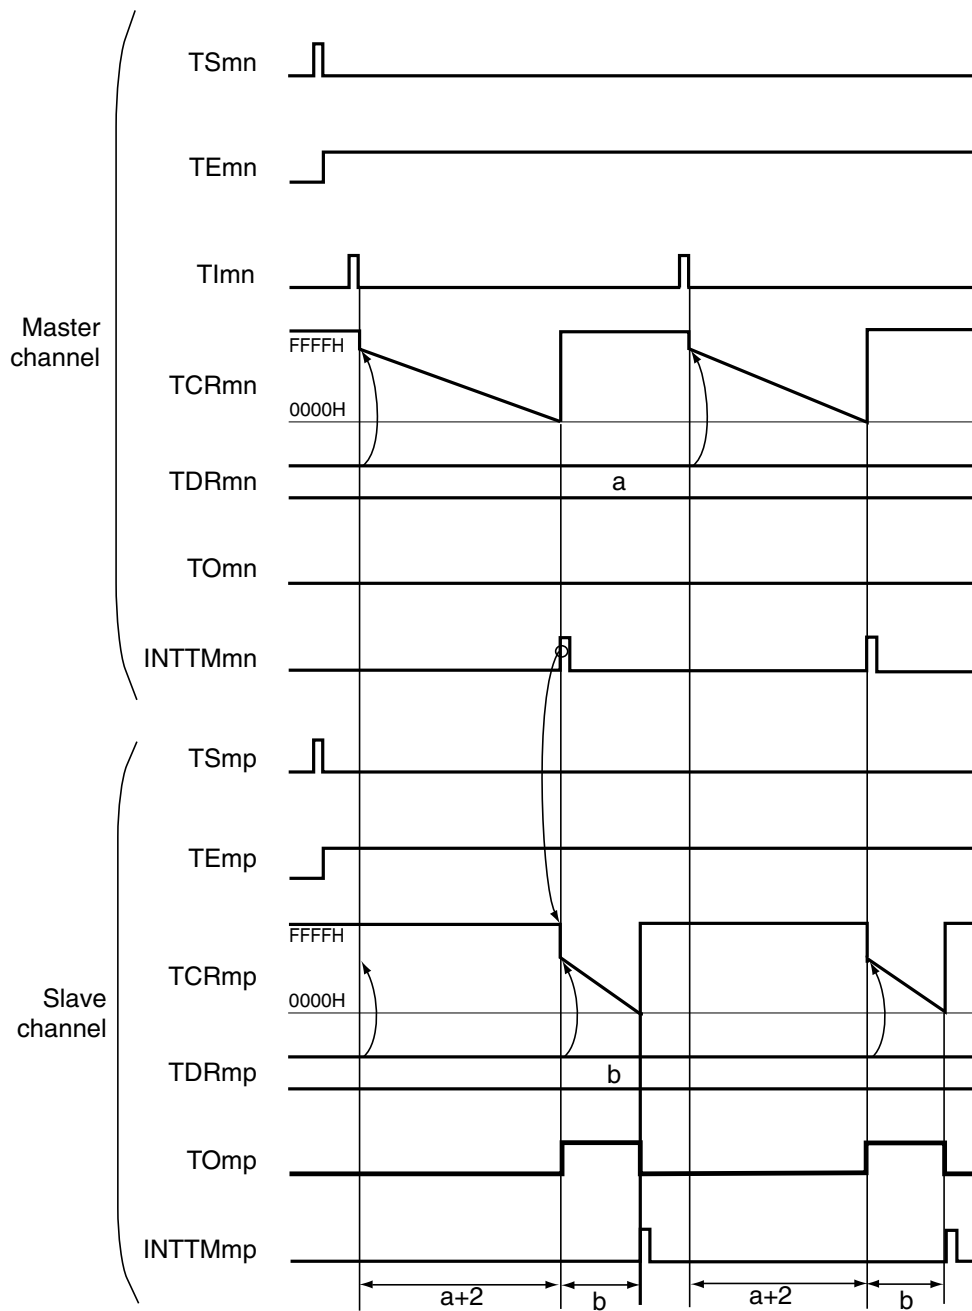 TSmn
TEmn
TImn
Master
channel
FFFFH
TCRmn
0000H
TDRmn
a
TOmn
INTTMmn
TSmp
TEmp
FFFFH
TCRmp
0000H
Slave
channel
TDRmp
b
TOmp
INTTMmp
a+2
b
a+2
b